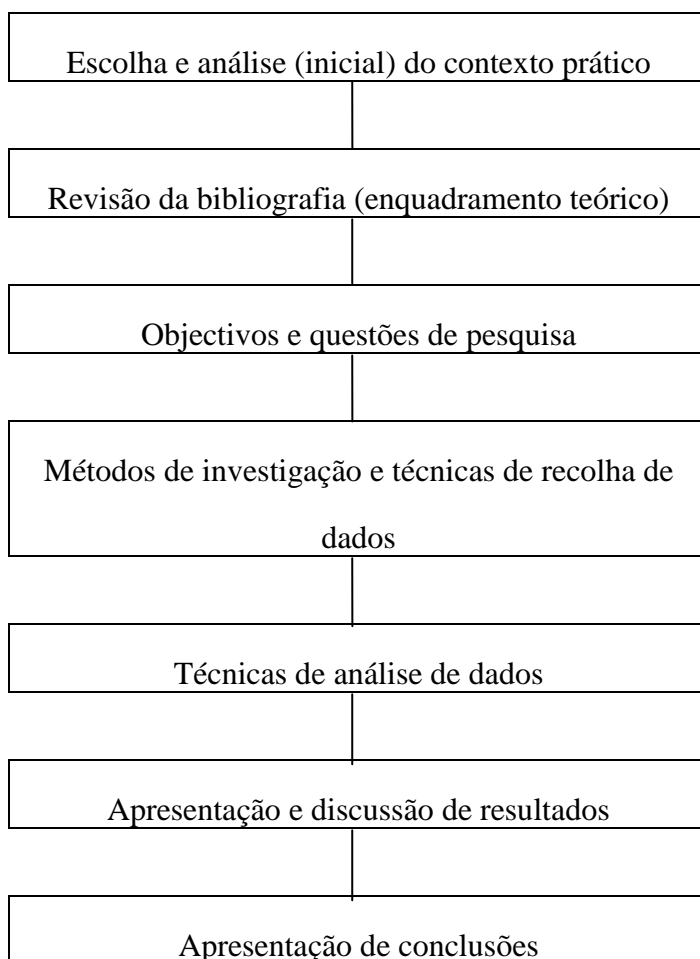 Escolha e análise (inicial) do contexto prático
Revisão da bibliografia (enquadramento teórico)
Objectivos e questões de pesquisa
Métodos de investigação e técnicas de recolha de
dados
Técnicas de análise de dados
Apresentação e discussão de resultados
Apresentação de conclusões